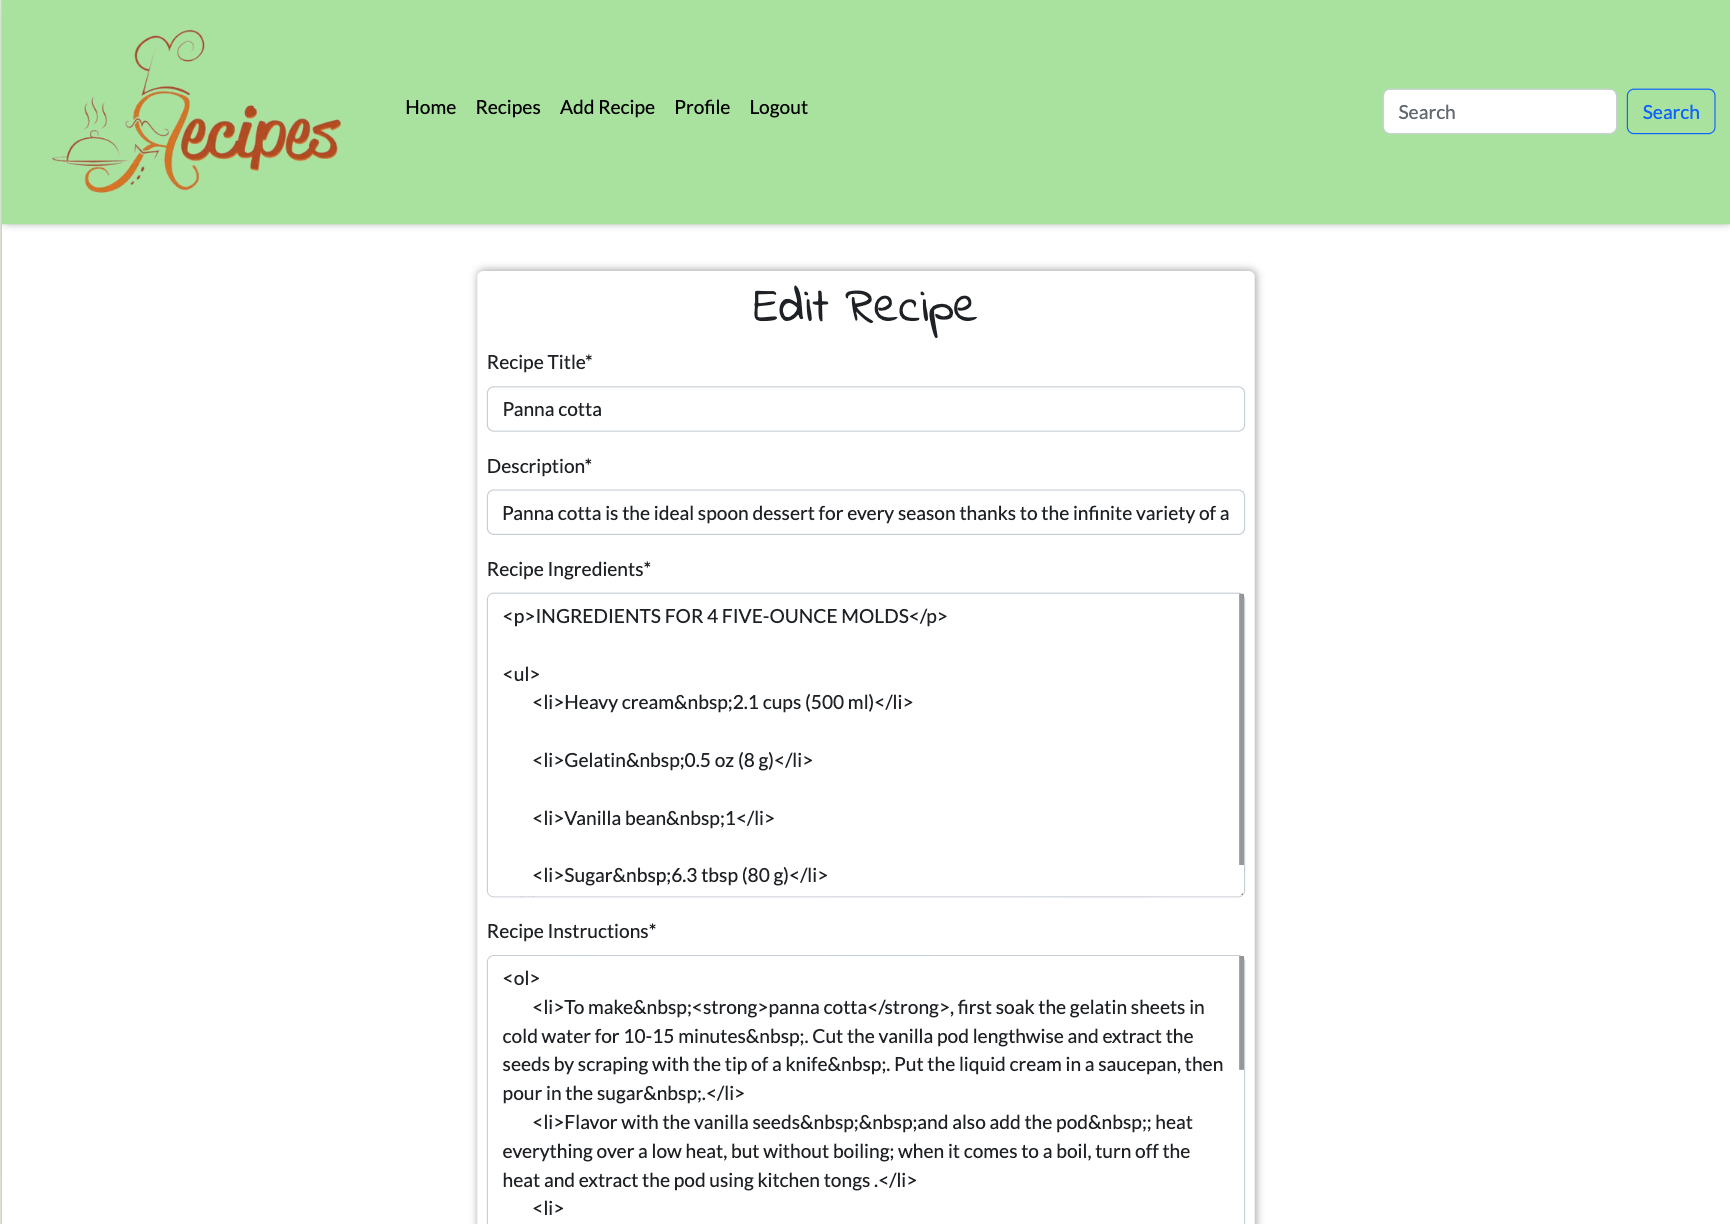 Recipes
Home Recipes Add Recipe Profile Logout
Search Search
Edit Recipe
Recipe Title*
Panna cotta
Description*
Panna cotta is the ideal spoon dessert for every season thanks to the infinite variety of a
Recipe Ingredients*
<p>INGREDIENTS FOR 4 FIVE-OUNCE MOLDS</p>
<ul>
<li>Heavy cream&nbsp;2.1 cups (500 ml)</li>
<li>Gelatin&nbsp;0.5 oz (8 g)</li>
<li>Vanilla bean&nbsp;1</li>
<li>Sugar&nbsp;6.3 tbsp (80 g)</li>
Recipe Instructions*
<ol>
<li>To make&nbsp;<strong>panna cotta</strong>, first soak the gelatin sheets in
cold water for 10-15 minutes&nbsp;. Cut the vanilla pod lengthwise and extract the
seeds by scraping with the tip of a knife&nbsp;. Put the liquid cream in a saucepan, then
pour in the sugar&nbsp;.</li>
<li>Flavor with the vanilla seeds&nbsp;&nbsp;and also add the pod&nbsp;; heat
everything over a low heat, but without boiling; when it comes to a boil, turn off the
heat and extract the pod using kitchen tongs .</li>
<li>